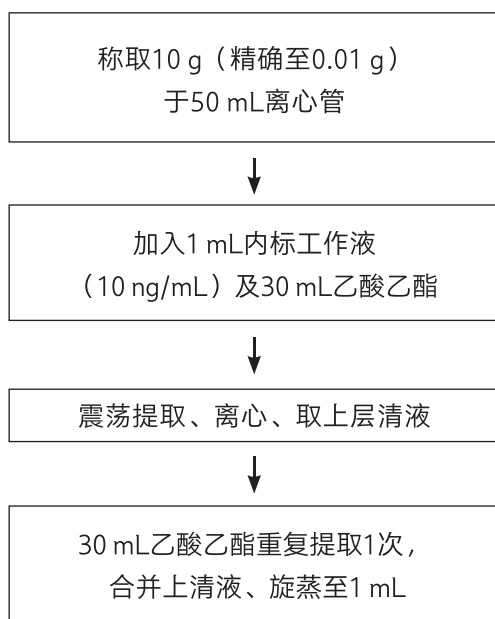 称取10 g（精确至0.01 g）
于50 mL离心管
加入1 mL内标工作液
（10 ng/mL）及30 mL乙酸乙酯
震荡提取、离心、取上层清液
30 mL乙酸乙酯重复提取1次，
合并上清液、旋蒸至1 mL